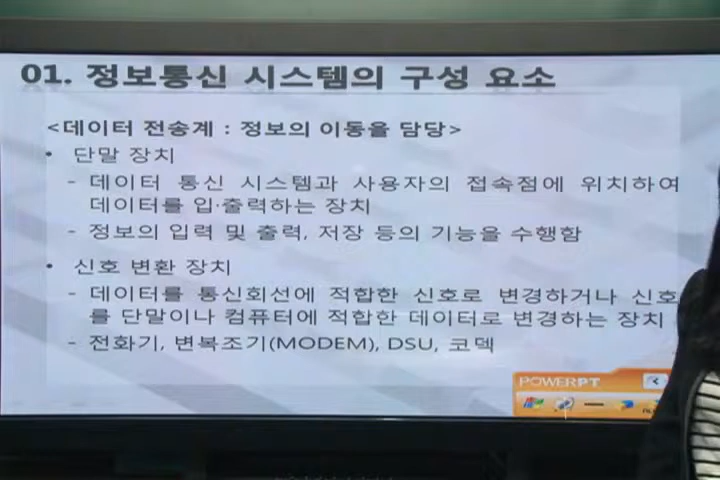 01. 정보통신 시스템의 구성 요소
<데이터 전송계 : 정보의 이동을 담당>
• 단말 장치
- 데이터 통신 시스템과 사용자의 접속점에 위치하여
데이터를 입·출력하는 장치
- 정보의 입력 및 출력, 저장 등의 기능을 수행함
• 신호 변환 장치
- 데이터를 통신회선에 적합한 신호로 변경하거나 신호
를 단말이나 컴퓨터에 적합한 데이터로 변경하는 장치
- 전화기, 변복조기(MODEM), DSU, 코덱
POWERPT